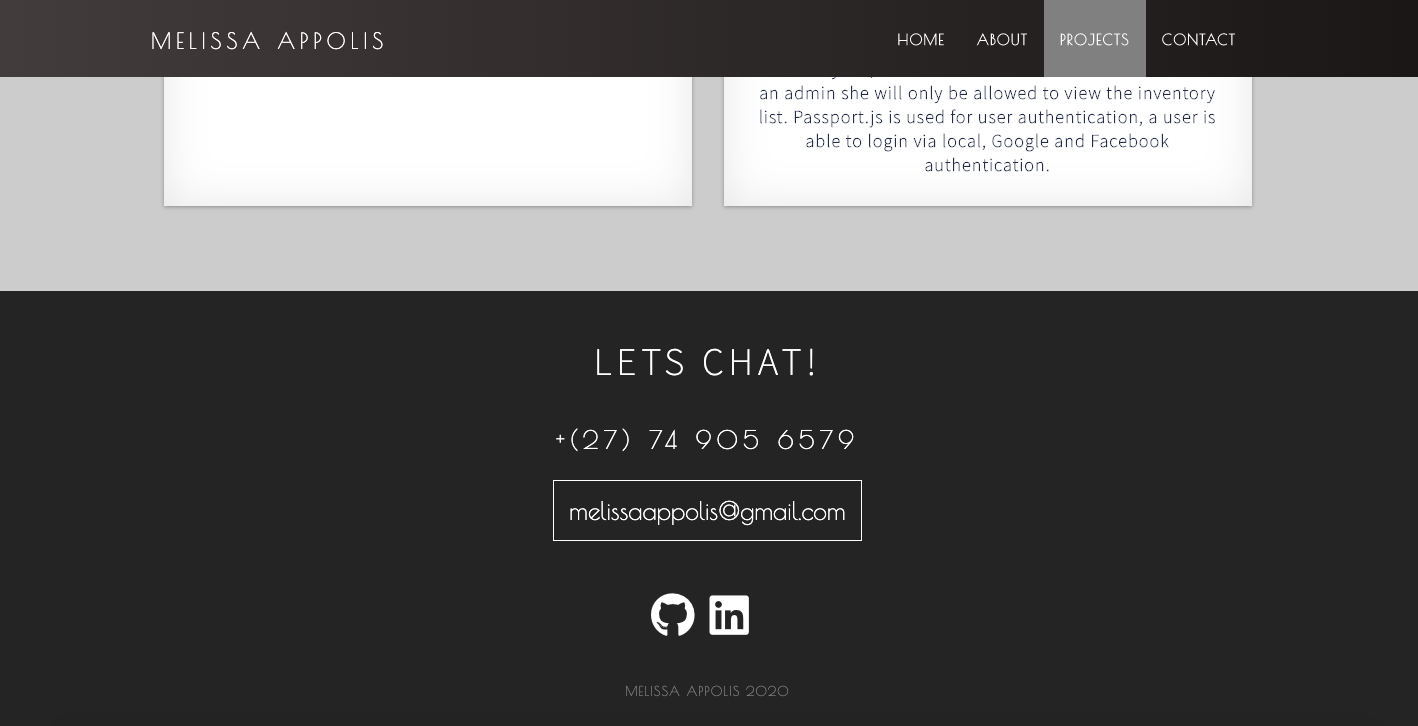 MELISSA APPOLIS
HOME ABOUT PROJECTS CONTACT
an admin she will only be allowed to view the inventory
list. Passport.js is used for user authentication, a user is
able to login via local, Google and Facebook
authentication.
LETS CHAT!
+(27) 74 905 6579
melissaappolis@gmail.com
in
MELISSA APPOLIS 2020